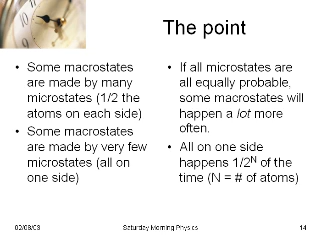 The point
• Some macrostates
are made by many
microstates (1/2 the
atoms on each side)
• Some macrostates
are made by very few
microstates (all on
one side)
• If all microstates are
all equally probable,
some macrostates will
happen a lot more
often.
• All on one side
happens 1/2ᴺ of the
time (N = # of atoms)
02/08/03
Saturday Morning Physics
14